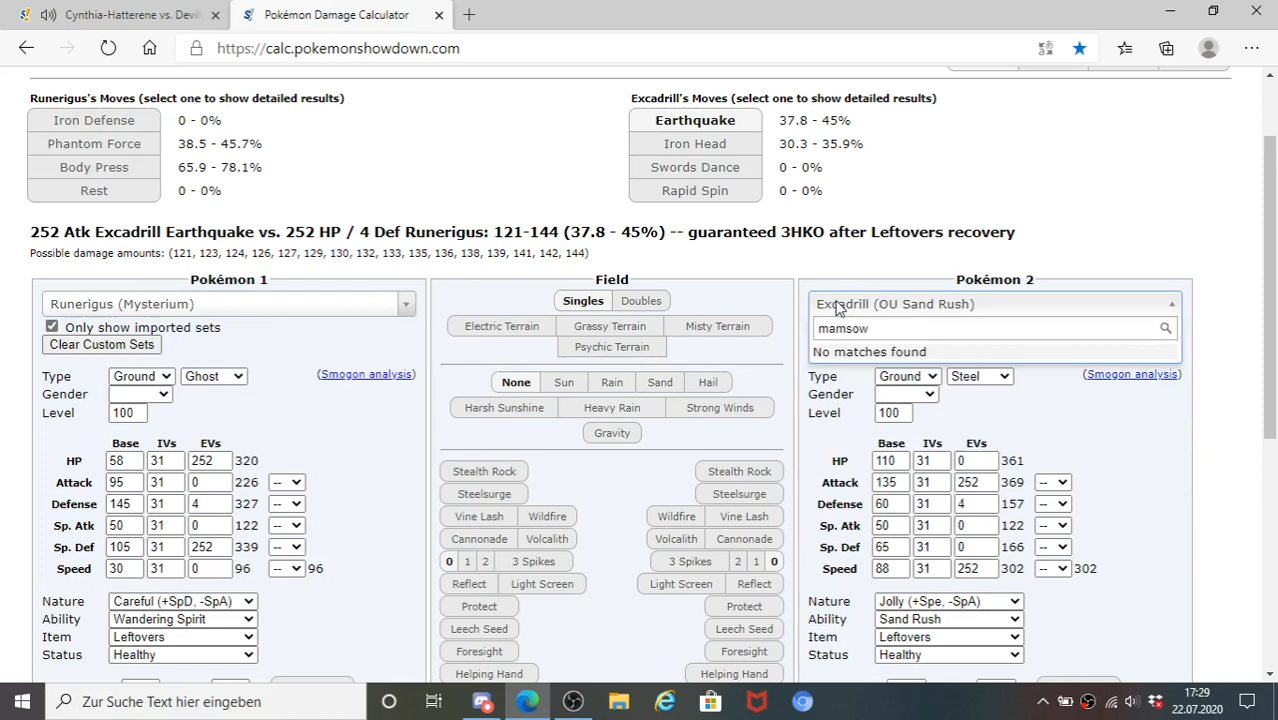 Cynthia-Hatterene vs. Devil
Pokémon Damage Calculator
https://calc.pokemonshowdown.com
Runerigus's Moves (select one to show detailed results)
Iron Defense 0 - 0%
Phantom Force 38.5 - 45.7%
Body Press 65.9 - 78.1%
Rest 0 - 0%
Excadrill's Moves (select one to show detailed results)
Earthquake 37.8 - 45%
Iron Head 30.3 - 35.9%
Swords Dance 0 - 0%
Rapid Spin 0 - 0%
252 Atk Excadrill Earthquake vs. 252 HP / 4 Def Runerigus: 121-144 (37.8 - 45%) -- guaranteed 3HKO after Leftovers recovery
Possible damage amounts: (121, 123, 124, 126, 127, 129, 130, 132, 133, 135, 136, 138, 139, 141, 142, 144)
Pokémon 1
Runerigus (Mysterium)
Only show imported sets
Clear Custom Sets
Type Ground Ghost (Smogon analysis)
Gender
Level 100
Base IVs EVs
HP 58 31 252 320
Attack 95 31 0 226 --
Defense 145 31 4 327 --
Sp. Atk 50 31 0 122 --
Sp. Def 105 31 252 339 --
Speed 30 31 0 96 -- 96
Nature Careful (+SpD, -SpA)
Ability Wandering Spirit
Item Leftovers
Status Healthy
Field
Singles Doubles
Electric Terrain Grassy Terrain Misty Terrain
Psychic Terrain
None Sun Rain Sand Hail
Harsh Sunshine Heavy Rain Strong Winds
Gravity
Stealth Rock Stealth Rock
Steelsurge Steelsurge
Vine Lash Wildfire Wildfire Vine Lash
Cannonade Volcalith Volcalith Cannonade
0 1 2 3 Spikes 3 Spikes 2 1 0
Reflect Light Screen Light Screen Reflect
Protect Protect
Leech Seed Leech Seed
Foresight Foresight
Helping Hand Helping Hand
Pokémon 2
Excadrill (OU Sand Rush)
mamsow
No matches found
Type Ground Steel (Smogon analysis)
Gender
Level 100
Base IVs EVs
HP 110 31 0 361
Attack 135 31 252 369 --
Defense 60 31 4 157 --
Sp. Atk 50 31 0 122 --
Sp. Def 65 31 0 166 --
Speed 88 31 252 302 -- 302
Nature Jolly (+Spe, -SpA)
Ability Sand Rush
Item Leftovers
Status Healthy
Zur Suche Text hier eingeben
17:29
22.07.2020